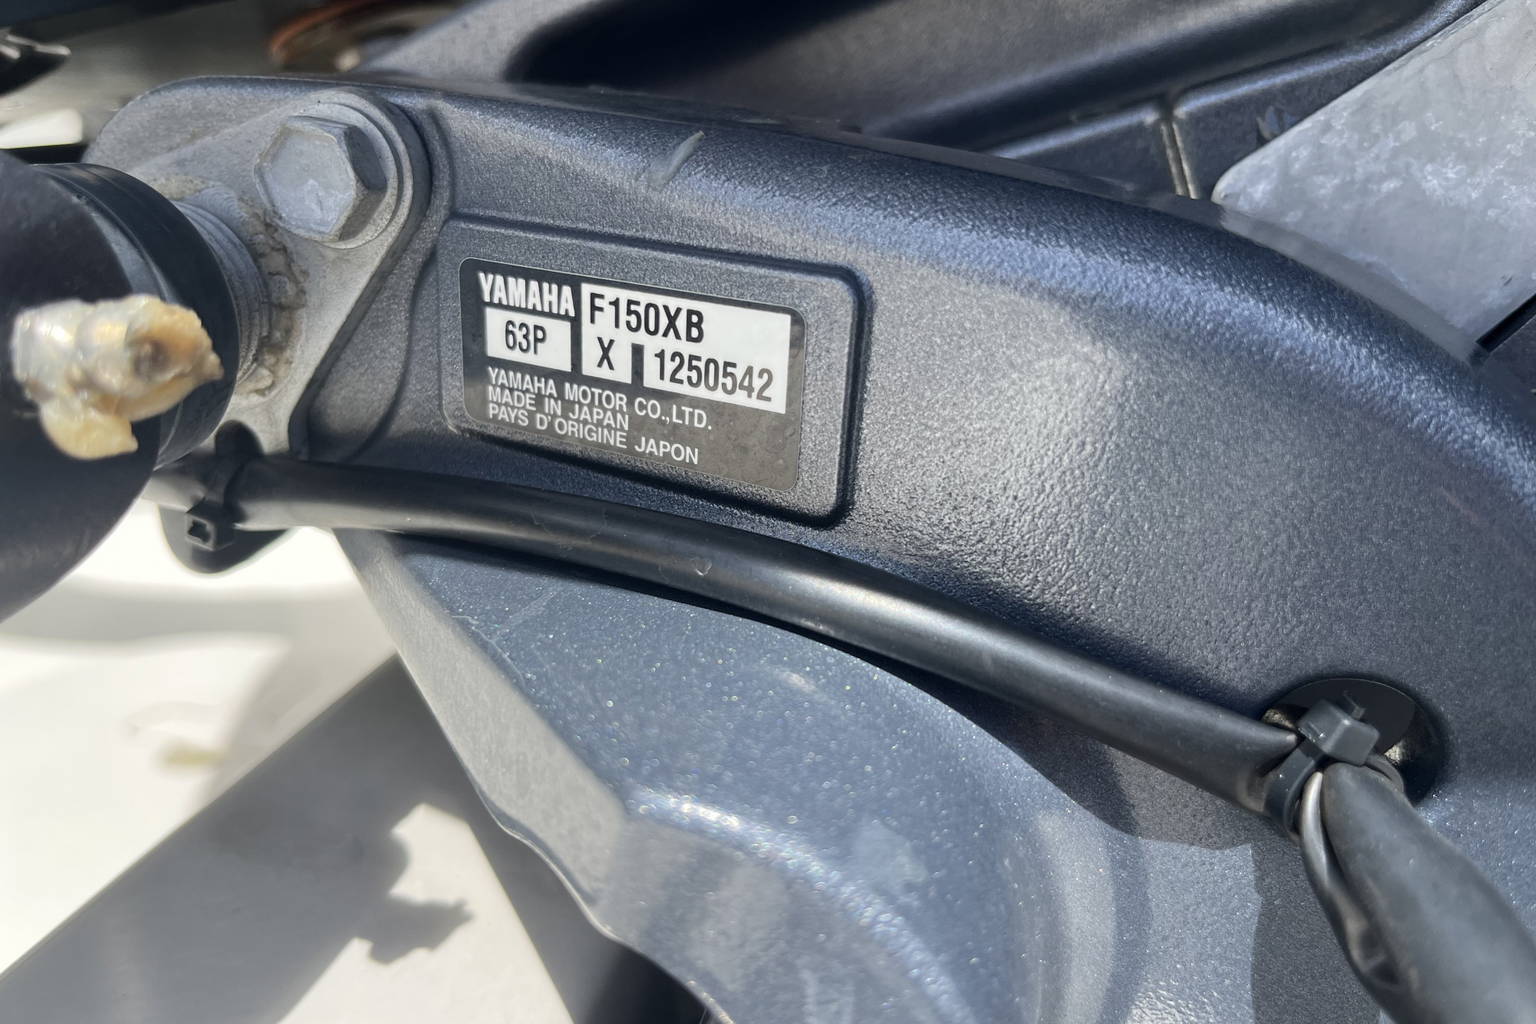 YAMAHA F150XB
63P X 1250542
YAMAHA MOTOR CO.,LTD.
MADE IN JAPAN
PAYS D'ORIGINE JAPON